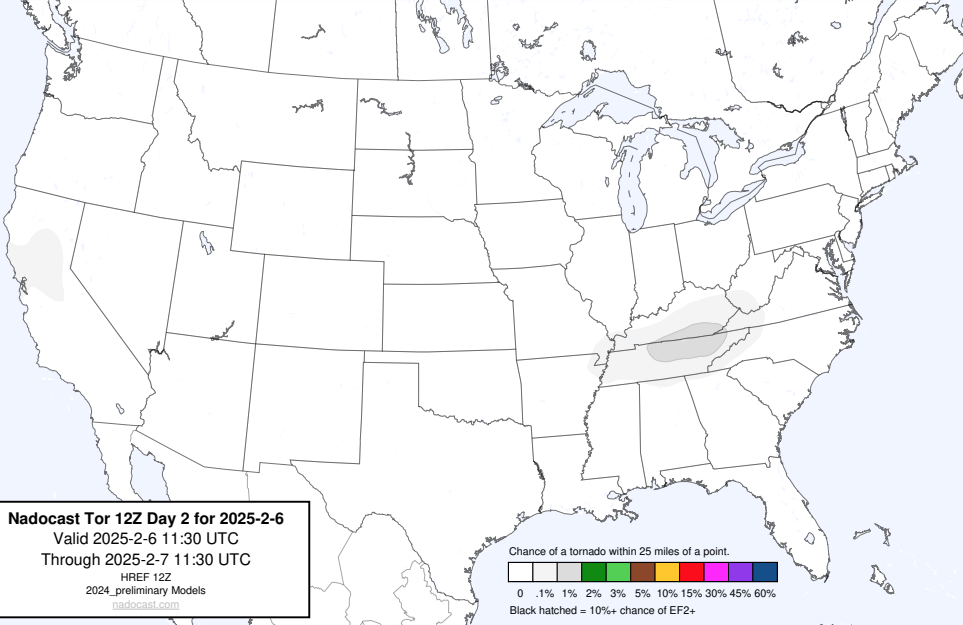 Nadocast Tor 12Z Day 2 for 2025-2-6
Valid 2025-2-6 11:30 UTC
Through 2025-2-7 11:30 UTC
HREF 12Z
2024_preliminary Models
nadocast.com
Chance of a tornado within 25 miles of a point.
0 .1% 1% 2% 3% 5% 10% 15% 30% 45% 60%
Black hatched = 10%+ chance of EF2+